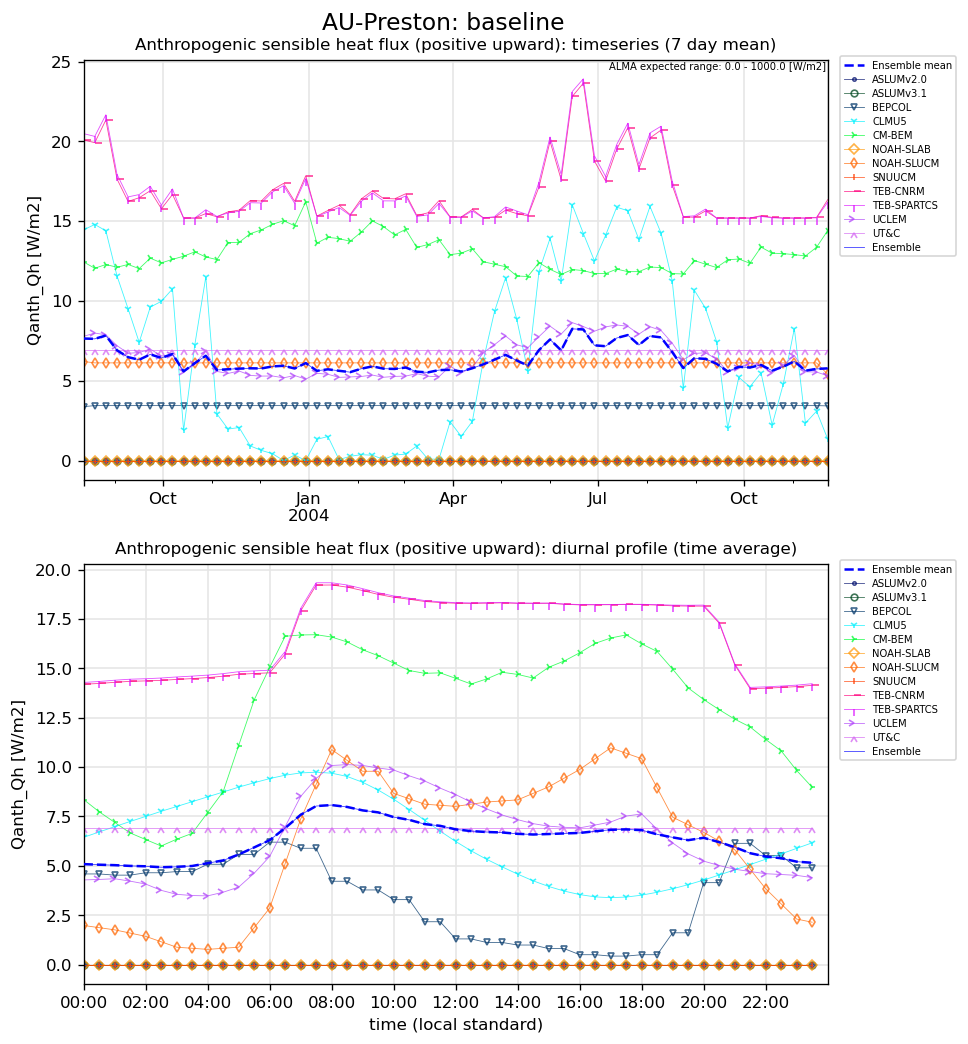 AU-Preston: baseline
Anthropogenic sensible heat flux (positive upward): timeseries (7 day mean)
ALMA expected range: 0.0 - 1000.0 [W/m2]
Qanth_Qh [W/m2]
25
20
15
10
5
0
Oct
Jan
2004
Apr
Jul
Oct
Ensemble mean
ASLUMv2.0
ASLUMv3.1
BEPCOL
CLMU5
CM-BEM
NOAH-SLAB
NOAH-SLUCM
SNUUCM
TEB-CNRM
TEB-SPARTCS
UCLEM
UT&C
Ensemble
Anthropogenic sensible heat flux (positive upward): diurnal profile (time average)
Qanth_Qh [W/m2]
20.0
17.5
15.0
12.5
10.0
7.5
5.0
2.5
0.0
00:00
02:00
04:00
06:00
08:00
10:00
12:00
14:00
16:00
18:00
20:00
22:00
time (local standard)
Ensemble mean
ASLUMv2.0
ASLUMv3.1
BEPCOL
CLMU5
CM-BEM
NOAH-SLAB
NOAH-SLUCM
SNUUCM
TEB-CNRM
TEB-SPARTCS
UCLEM
UT&C
Ensemble